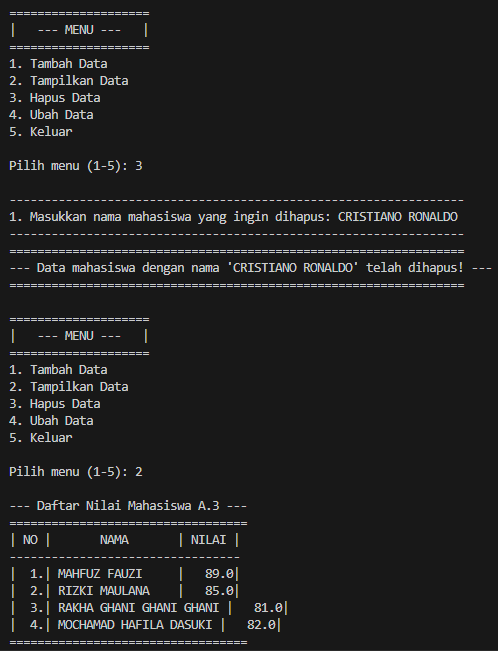 ====================
|   --- MENU ---   |
====================
1. Tambah Data
2. Tampilkan Data
3. Hapus Data
4. Ubah Data
5. Keluar
Pilih menu (1-5): 3
-----------------------------------------------------------------
1. Masukkan nama mahasiswa yang ingin dihapus: CRISTIANO RONALDO
-----------------------------------------------------------------
=================================================================
--- Data mahasiswa dengan nama 'CRISTIANO RONALDO' telah dihapus! ---
=================================================================
====================
|   --- MENU ---   |
====================
1. Tambah Data
2. Tampilkan Data
3. Hapus Data
4. Ubah Data
5. Keluar
Pilih menu (1-5): 2
--- Daftar Nilai Mahasiswa A.3 ---
==================================
| NO |       NAMA       | NILAI |
---------------------------------
|  1.| MAHFUZ FAUZI     |   89.0|
|  2.| RIZKI MAULANA    |   85.0|
|  3.| RAKHA GHANI GHANI GHANI |   81.0|
|  4.| MOCHAMAD HAFILA DASUKI |   82.0|
==================================